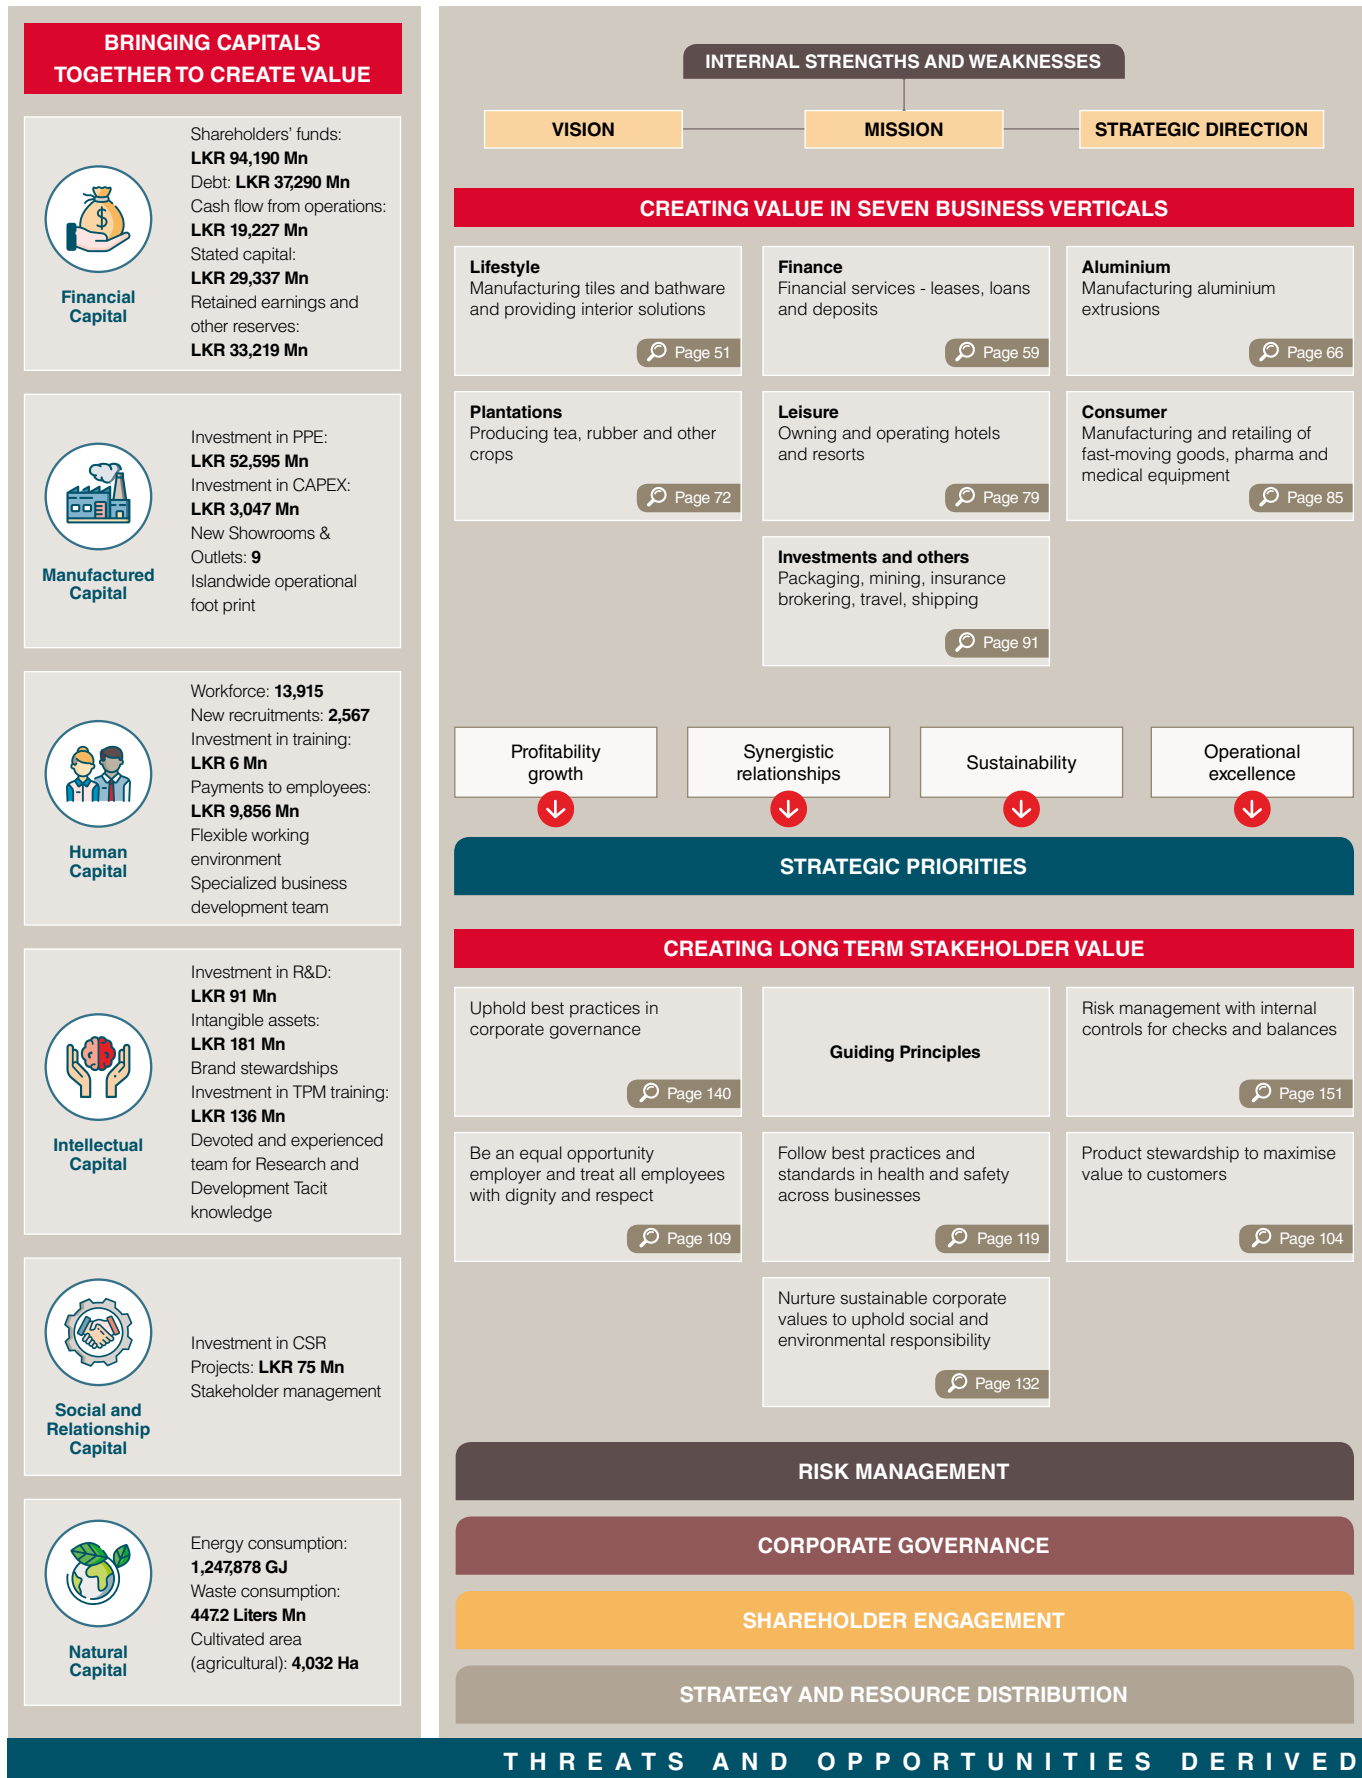 BRINGING CAPITALS
TOGETHER TO CREATE VALUE
Financial
Capital
Shareholders' funds:
LKR 94,190 Mn
Debt: LKR 37,290 Mn
Cash flow from operations:
LKR 19,227 Mn
Stated capital:
LKR 29,337 Mn
Retained earnings and
other reserves:
LKR 33,219 Mn
Manufactured
Capital
Investment in PPE:
LKR 52,595 Mn
Investment in CAPEX:
LKR 3,047 Mn
New Showrooms &
Outlets: 9
Islandwide operational
foot print
Human
Capital
Workforce: 13,915
New recruitments: 2,567
Investment in training:
LKR 6 Mn
Payments to employees:
LKR 9,856 Mn
Flexible working
environment
Specialized business
development team
Intellectual
Capital
Investment in R&D:
LKR 91 Mn
Intangible assets:
LKR 181 Mn
Brand stewardships
Investment in TPM training:
LKR 136 Mn
Devoted and experienced
team for Research and
Development Tacit
knowledge
Social and
Relationship
Capital
Investment in CSR
Projects: LKR 75 Mn
Stakeholder management
Natural
Capital
Energy consumption:
1,247,878 GJ
Waste consumption:
447.2 Liters Mn
Cultivated area
(agricultural): 4,032 Ha
INTERNAL STRENGTHS AND WEAKNESSES
VISION
MISSION
STRATEGIC DIRECTION
CREATING VALUE IN SEVEN BUSINESS VERTICALS
Lifestyle
Manufacturing tiles and bathware
and providing interior solutions
Page 51
Finance
Financial services - leases, loans
and deposits
Page 59
Aluminium
Manufacturing aluminium
extrusions
Page 66
Plantations
Producing tea, rubber and other
crops
Page 72
Leisure
Owning and operating hotels
and resorts
Page 79
Consumer
Manufacturing and retailing of
fast-moving goods, pharma and
medical equipment
Page 85
Investments and others
Packaging, mining, insurance
brokering, travel, shipping
Page 91
Profitability
growth
Synergistic
relationships
Sustainability
Operational
excellence
STRATEGIC PRIORITIES
CREATING LONG TERM STAKEHOLDER VALUE
Uphold best practices in
corporate governance
Page 140
Guiding Principles
Risk management with internal
controls for checks and balances
Page 151
Be an equal opportunity
employer and treat all employees
with dignity and respect
Page 109
Follow best practices and
standards in health and safety
across businesses
Page 119
Product stewardship to maximise
value to customers
Page 104
Nurture sustainable corporate
values to uphold social and
environmental responsibility
Page 132
RISK MANAGEMENT
CORPORATE GOVERNANCE
SHAREHOLDER ENGAGEMENT
STRATEGY AND RESOURCE DISTRIBUTION
THREATS AND OPPORTUNITIES DERIVED